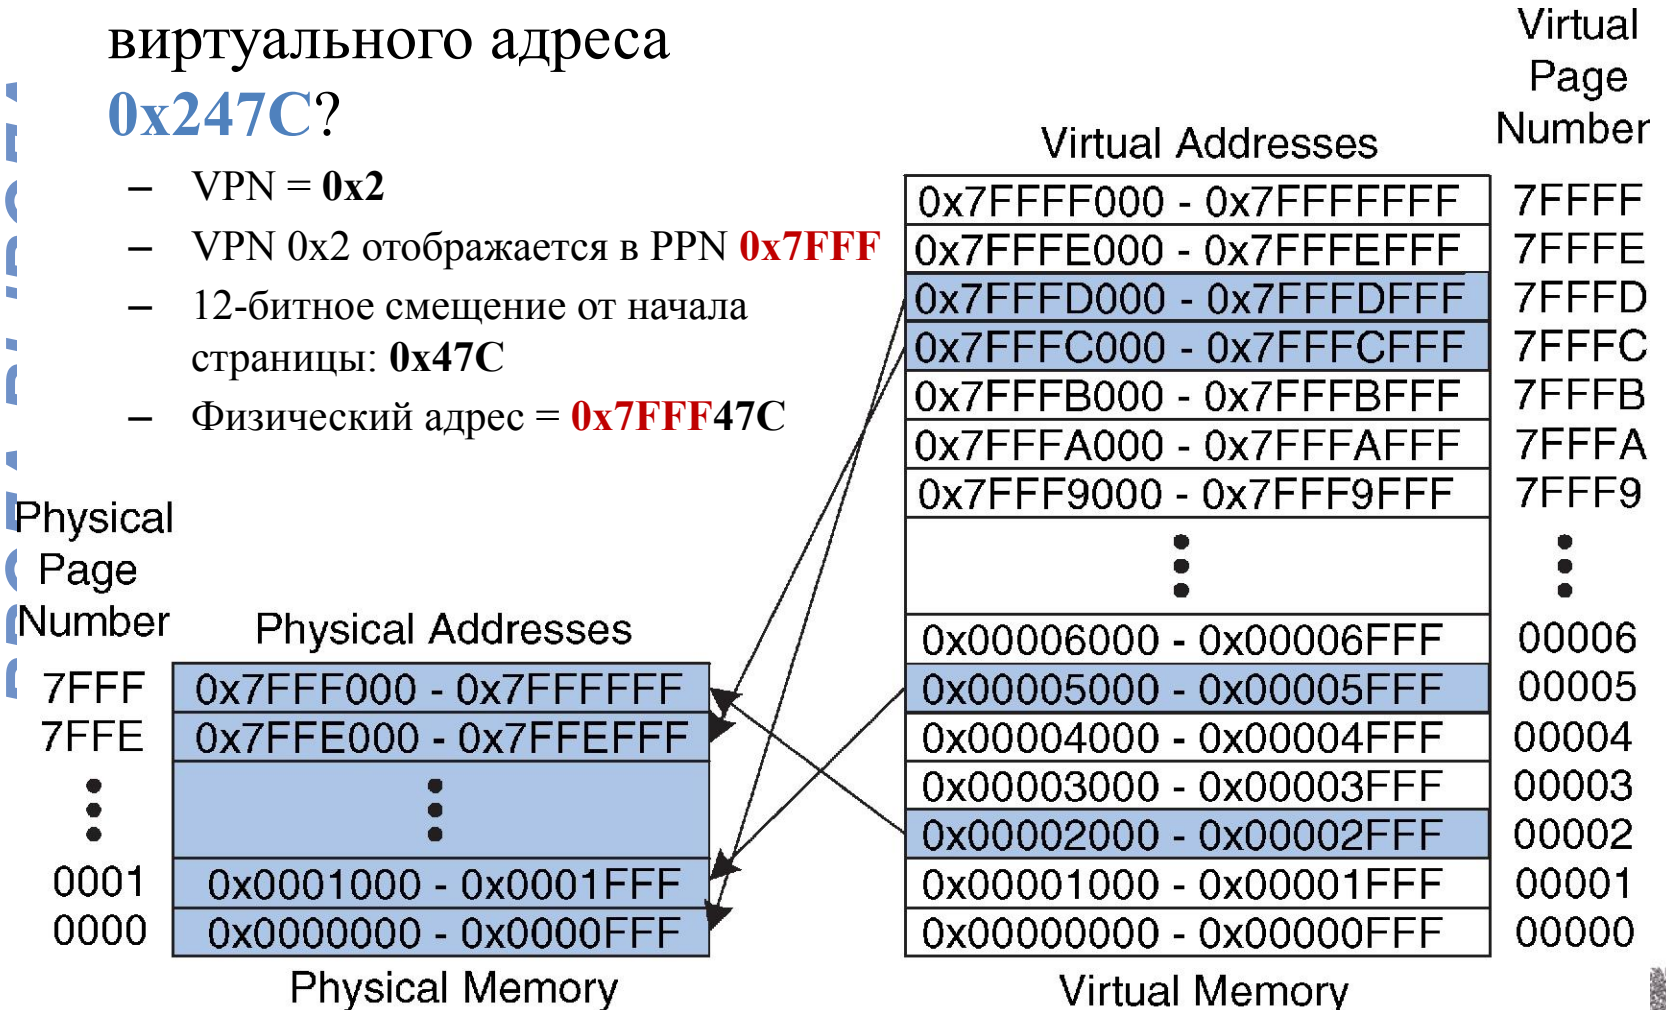 виртуального адреса
0x247C?
– VPN = 0x2
– VPN 0x2 отображается в PPN 0x7FFF
– 12-битное смещение от начала
страницы: 0x47C
– Физический адрес = 0x7FFF47C
Physical
Page
Number
Physical Addresses
7FFF 0x7FFF000 - 0x7FFFFFF
7FFE 0x7FFE000 - 0x7FFEFFF
0001 0x0001000 - 0x0001FFF
0000 0x0000000 - 0x0000FFF
Physical Memory
Virtual
Page
Number
Virtual Addresses
0x7FFFF000 - 0x7FFFFFFF 7FFFF
0x7FFFE000 - 0x7FFFEFFF 7FFFE
0x7FFFD000 - 0x7FFFDFFF 7FFFD
0x7FFFC000 - 0x7FFFCFFF 7FFFC
0x7FFFB000 - 0x7FFFBFFF 7FFFB
0x7FFFA000 - 0x7FFFAFFF 7FFFA
0x7FFF9000 - 0x7FFF9FFF 7FFF9
0x00006000 - 0x00006FFF 00006
0x00005000 - 0x00005FFF 00005
0x00004000 - 0x00004FFF 00004
0x00003000 - 0x00003FFF 00003
0x00002000 - 0x00002FFF 00002
0x00001000 - 0x00001FFF 00001
0x00000000 - 0x00000FFF 00000
Virtual Memory